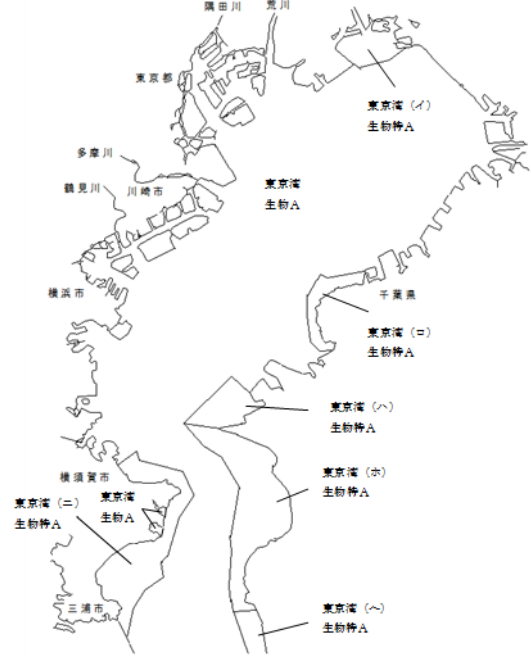 隅田川
荒川
東京都
東京湾（イ）
生物特A
多摩川
鶴見川
川崎市
東京湾
生物A
横浜市
千葉県
東京湾（ロ）
生物特A
東京湾（ハ）
生物特A
横須賀市
東京湾（ニ）
生物特A
東京湾
生物A
東京湾（ホ）
生物特A
三浦市
東京湾（ヘ）
生物特A